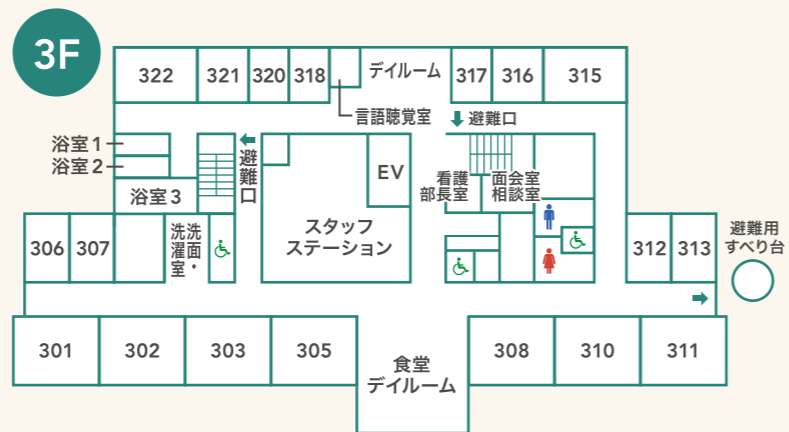 3F
322
321
320
318
デイルーム
317
316
315
言語聴覚室
避難口
浴室1
浴室2
浴室3
避難口
EV
看護
部長室
面会室
相談室
スタッフ
ステーション
306
307
洗面・
洗濯室
312
313
避難用
すべり台
301
302
303
305
食堂
デイルーム
308
310
311